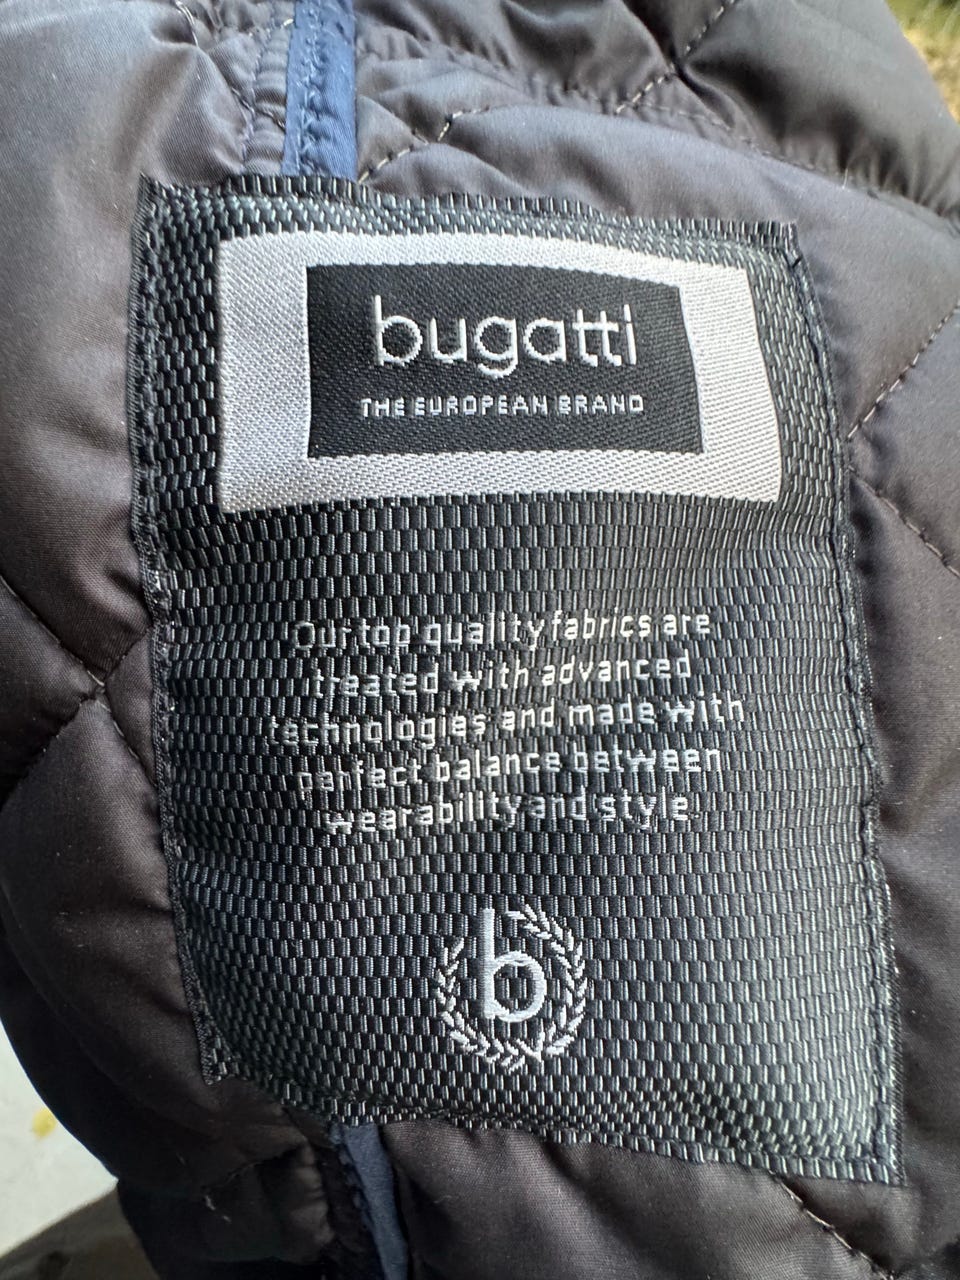 bugatti
THE EUROPEAN BRAND
Our top quality fabrics are
treated with advanced
technologies and made with
perfect balance between
wearability and style
b